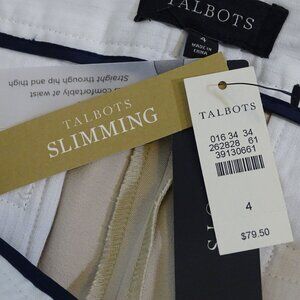 TALBOTS
4
MADE IN
CHINA
comfortably at waist
Straight through hip and thigh
TALBOTS
SLIMMING
TALBOTS
016 34 34
262828 61
39130661
4
$79.50